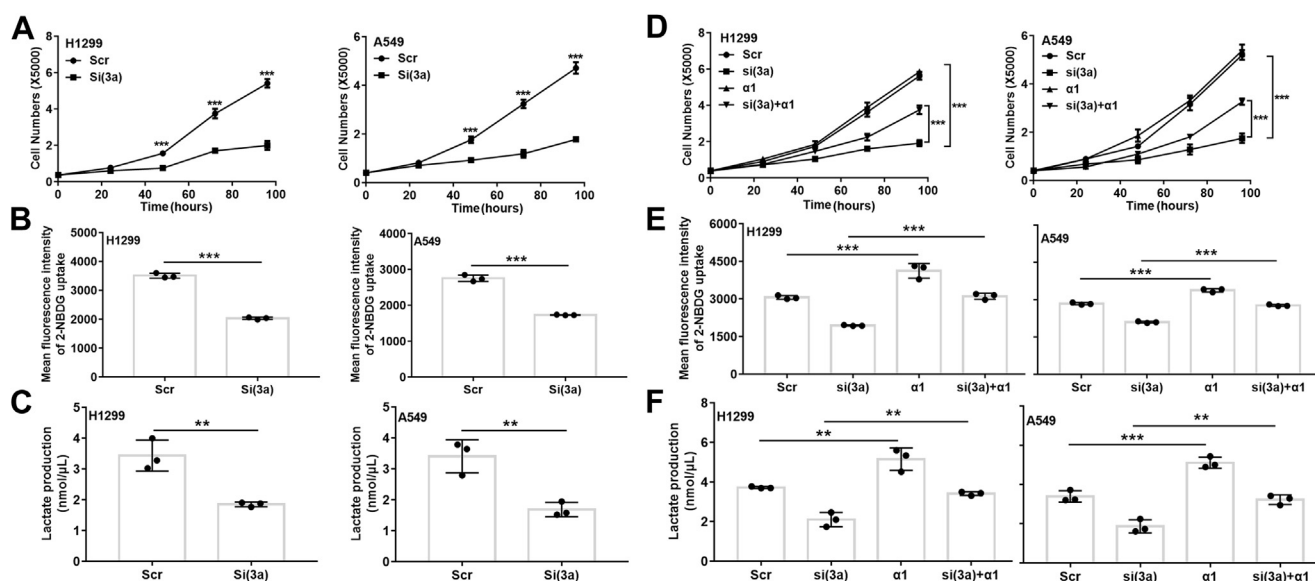 A
H1299
Scr
Si(3a)
Cell Numbers (X5000)
6
4
2
0
***
***
***
0 20 40 60 80 100
Time (hours)
A549
Scr
Si(3a)
Cell Numbers (X5000)
6
4
2
0
***
***
***
0 20 40 60 80 100
Time (hours)
B
H1299
Mean fluorescence intensity
of 2-NBDG uptake
5000
4000
3000
2000
1000
0
***
Scr Si(3a)
A549
Mean fluorescence intensity
of 2-NBDG uptake
4000
3000
2000
1000
0
***
Scr Si(3a)
C
H1299
Lactate production
(nmol/μL)
5
4
3
2
1
0
**
Scr Si(3a)
A549
Lactate production
(nmol/μL)
5
4
3
2
1
0
**
Scr Si(3a)
D
H1299
Scr
si(3a)
α1
si(3a)+α1
Cell Numbers (X5000)
8
6
4
2
0
***
***
0 20 40 60 80 100
Time (hours)
A549
Scr
si(3a)
α1
si(3a)+α1
Cell Numbers (X5000)
6
4
2
0
***
***
0 20 40 60 80 100
Time (hours)
E
H1299
Mean fluorescence intensity
of 2-NBDG uptake
6000
4500
3000
1500
0
***
***
Scr si(3a) α1 si(3a)+α1
A549
***
***
Scr si(3a) α1 si(3a)+α1
F
H1299
Lactate production
(nmol/μL)
8
6
4
2
0
**
**
Scr si(3a) α1 si(3a)+α1
A549
**
***
Scr si(3a) α1 si(3a)+α1